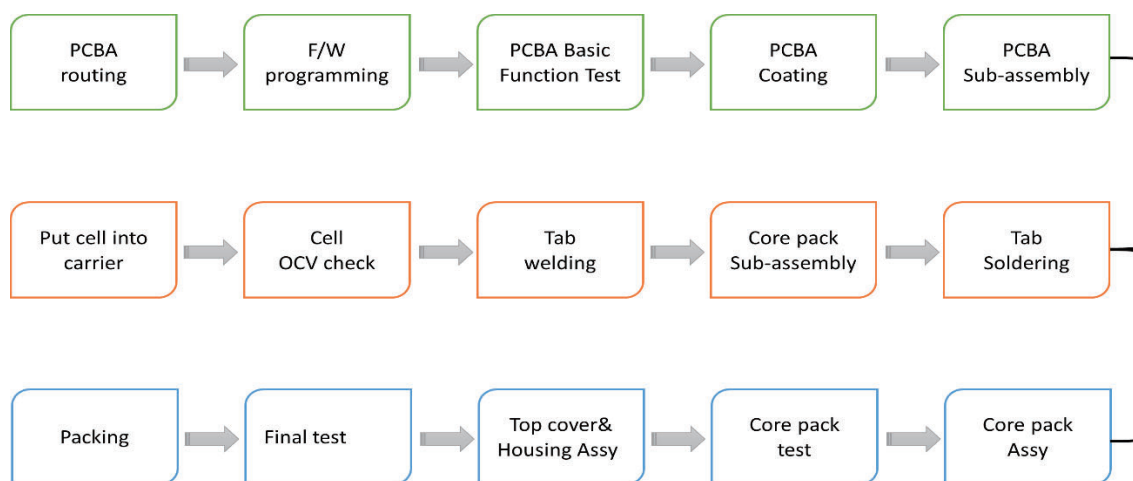 PCBA
routing
F/W
programming
PCBA Basic
Function Test
PCBA
Coating
PCBA
Sub-assembly
Put cell into
carrier
Cell
OCV check
Tab
welding
Core pack
Sub-assembly
Tab
Soldering
Packing
Final test
Top cover&
Housing Assy
Core pack
test
Core pack
Assy